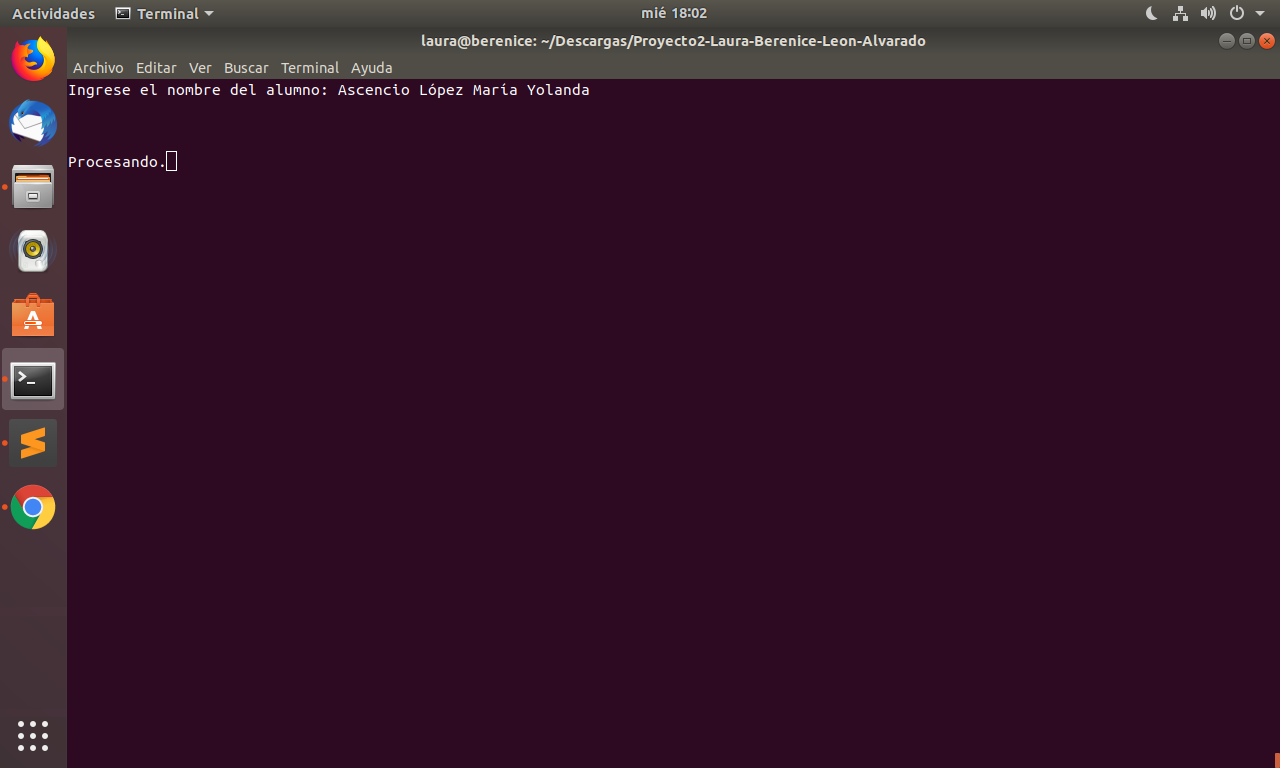 Actividades Terminal mié 18:02
laura@berenice: ~/Descargas/Proyecto2-Laura-Berenice-Leon-Alvarado
Archivo Editar Ver Buscar Terminal Ayuda
Ingrese el nombre del alumno: Ascencio López María Yolanda
Procesando.